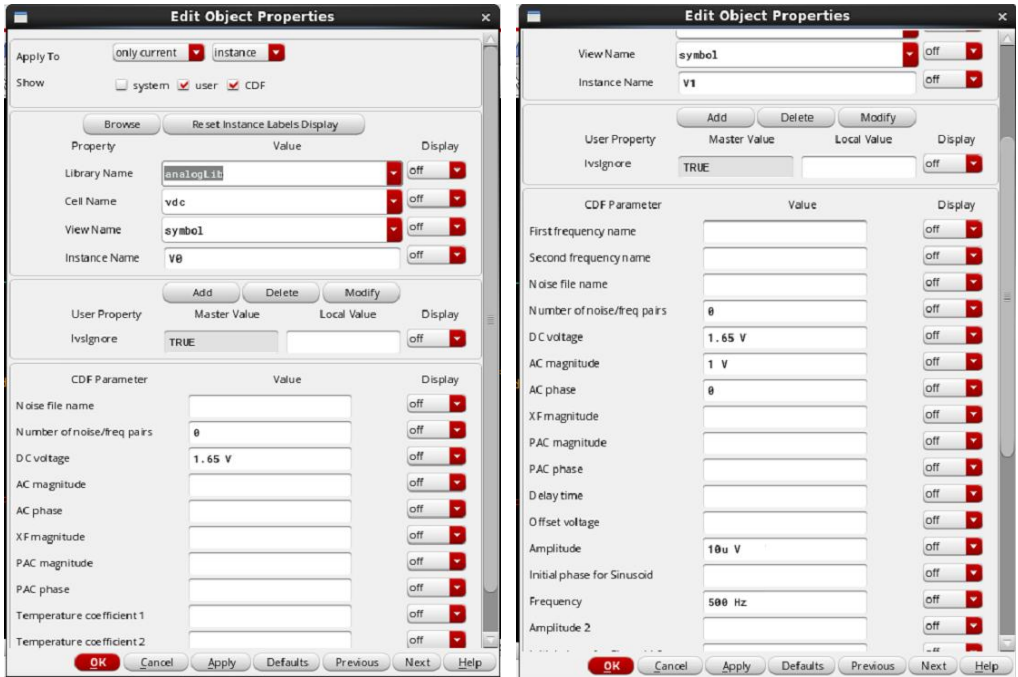 Edit Object Properties
Apply To only current instance
Show system user CDF
Browse Reset Instance Labels Display
Property Value Display
Library Name analogLib off
Cell Name vdc off
View Name symbol off
Instance Name V0 off
Add Delete Modify
User Property Master Value Local Value Display
lvsIgnore TRUE off
CDF Parameter Value Display
Noise file name off
Number of noise/freq pairs 0 off
DC voltage 1.65 V off
AC magnitude off
AC phase off
XF magnitude off
PAC magnitude off
PAC phase off
Temperature coefficient 1 off
Temperature coefficient 2 off
OK Cancel Apply Defaults Previous Next Help
Edit Object Properties
View Name symbol off
Instance Name V1 off
Add Delete Modify
User Property Master Value Local Value Display
lvsIgnore TRUE off
CDF Parameter Value Display
First frequency name off
Second frequency name off
Noise file name off
Number of noise/freq pairs 0 off
DC voltage 1.65 V off
AC magnitude 1 V off
AC phase 0 off
XF magnitude off
PAC magnitude off
PAC phase off
Delay time off
Offset voltage off
Amplitude 10u V off
Initial phase for Sinusoid off
Frequency 500 Hz off
Amplitude 2 off
OK Cancel Apply Defaults Previous Next Help